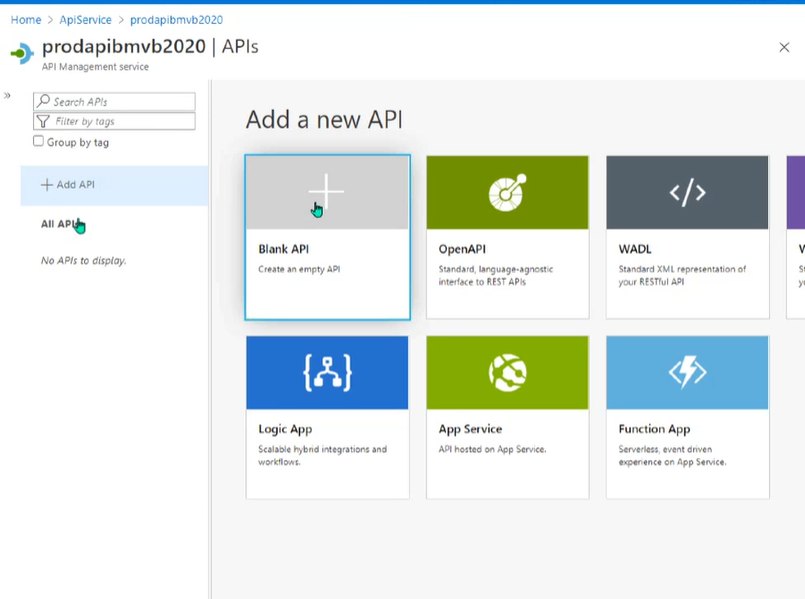 Home > ApiService > prodapibmvb2020
prodapibmvb2020 | APIs
API Management service
»
Search APIs
Filter by tags
Group by tag
+ Add API
All
No APIs to display.
Add a new API
Blank API
Create an empty API
OpenAPI
Standard, language-agnostic
interface to REST APIs
WADL
Standard XML representation of
your RESTful API
Logic App
Scalable hybrid integrations and
workflows.
App Service
API hosted on App Service.
Function App
Serverless, event driven
experience on App Service.